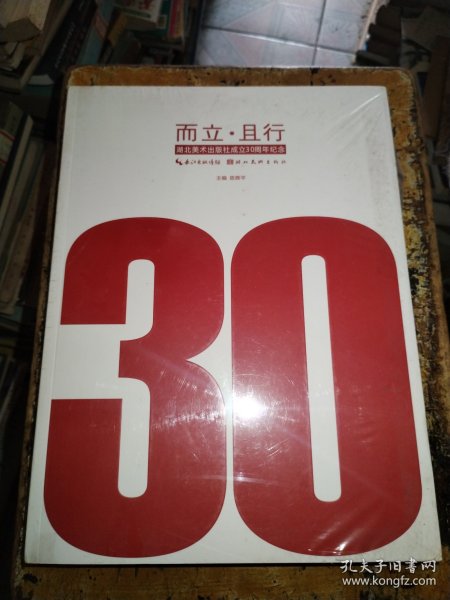 而立·且行
湖北美术出版社成立30周年纪念
长江出版传媒 湖北美术出版社
主编
30
孔夫子旧书网
www.kongfz.com